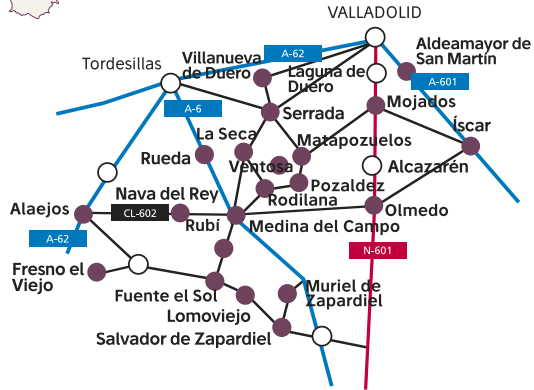 VALLADOLID
Aldeamayor de
San Martín
A-62
Villanueva
de Duero
Laguna de
Duero
Tordesillas
A-601
A-6
Mojados
Serrada
Íscar
La Seca
Matapozuelos
Rueda
Ventosa
Alcazarén
Pozaldez
Nava del Rey
Rodilana
Alaejos
CL-602
Rubí
Medina del Campo
Olmedo
A-62
N-601
Fresno el
Viejo
Fuente el Sol
Muriel de
Zapardiel
Lomoviejo
Salvador de Zapardiel